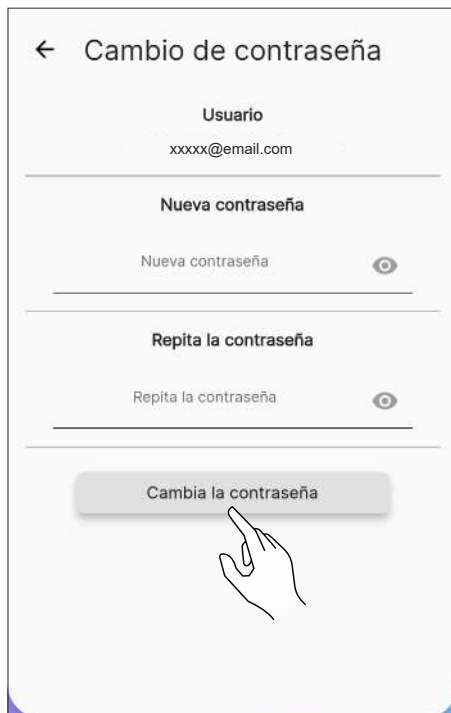 Cambio de contraseña
Usuario
xxxxx@email.com
Nueva contraseña
Nueva contraseña
Repita la contraseña
Repita la contraseña
Cambia la contraseña